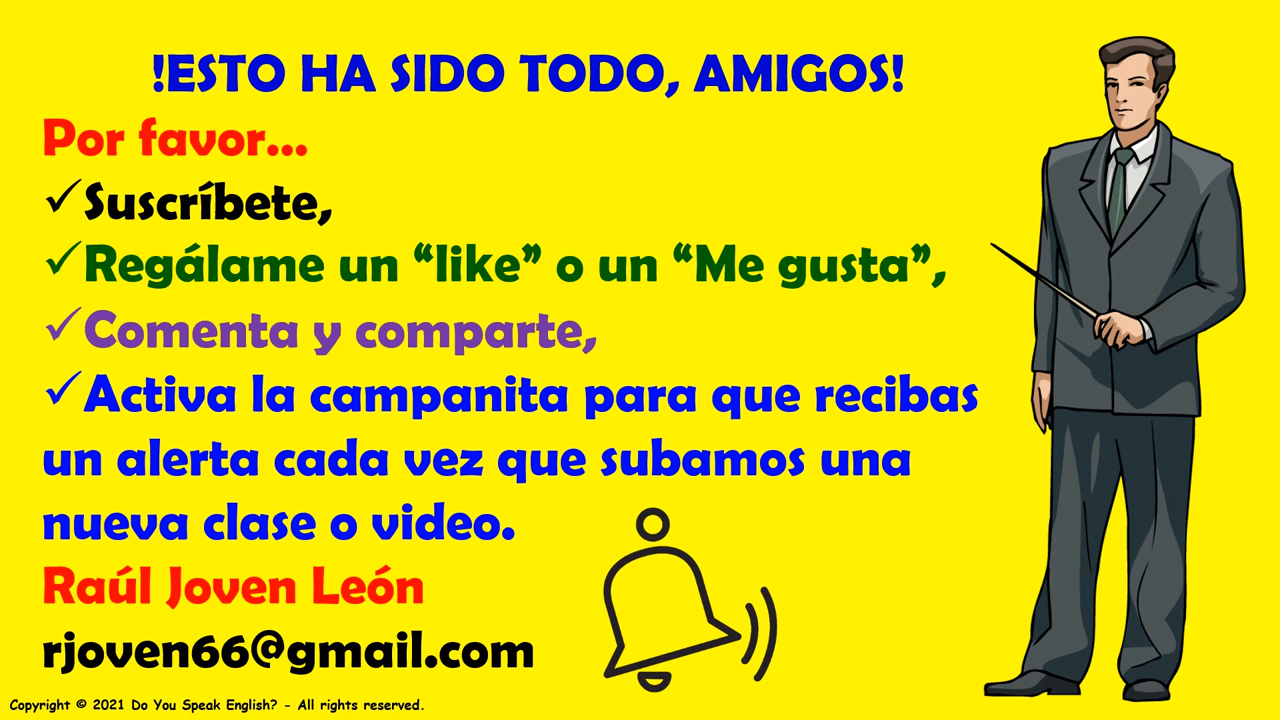 !ESTO HA SIDO TODO, AMIGOS!
Por favor...
✓Suscríbete,
✓Regálame un “like” o un “Me gusta”,
✓Comenta y comparte,
✓Activa la campanita para que recibas
un alerta cada vez que subamos una
nueva clase o video.
Raúl Joven León
rjoven66@gmail.com
Copyright © 2021 Do You Speak English? - All rights reserved.